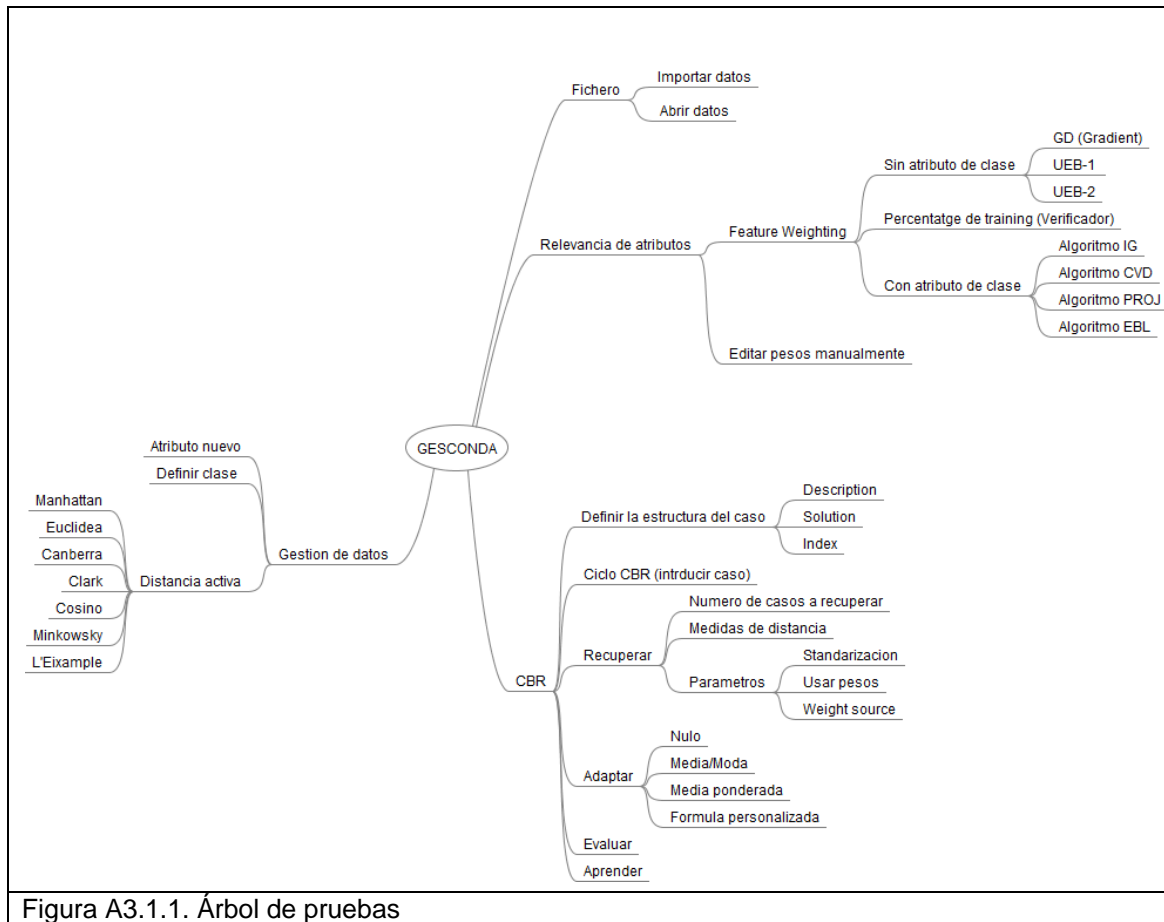 Fichero
Importar datos
Abrir datos
Relevancia de atributos
Feature Weighting
Sin atributo de clase
GD (Gradient)
UEB-1
UEB-2
Percentatge de training (Verificador)
Con atributo de clase
Algoritmo IG
Algoritmo CVD
Algoritmo PROJ
Algoritmo EBL
Editar pesos manualmente
GESCONDA
Gestion de datos
Atributo nuevo
Definir clase
Distancia activa
Manhattan
Euclidea
Canberra
Clark
Cosino
Minkowsky
L'Eixample
CBR
Definir la estructura del caso
Description
Solution
Index
Ciclo CBR (intrducir caso)
Recuperar
Numero de casos a recuperar
Medidas de distancia
Parametros
Standarizacion
Usar pesos
Weight source
Adaptar
Nulo
Media/Moda
Media ponderada
Formula personalizada
Evaluar
Aprender
Figura A3.1.1. Árbol de pruebas